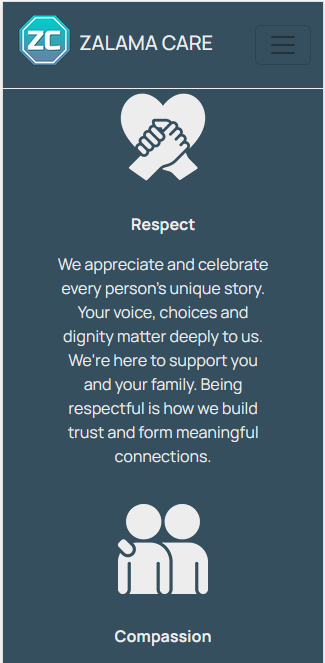 ZC ZALAMA CARE
Respect
We appreciate and celebrate
every person's unique story.
Your voice, choices and
dignity matter deeply to us.
We're here to support you
and your family. Being
respectful is how we build
trust and form meaningful
connections.
Compassion